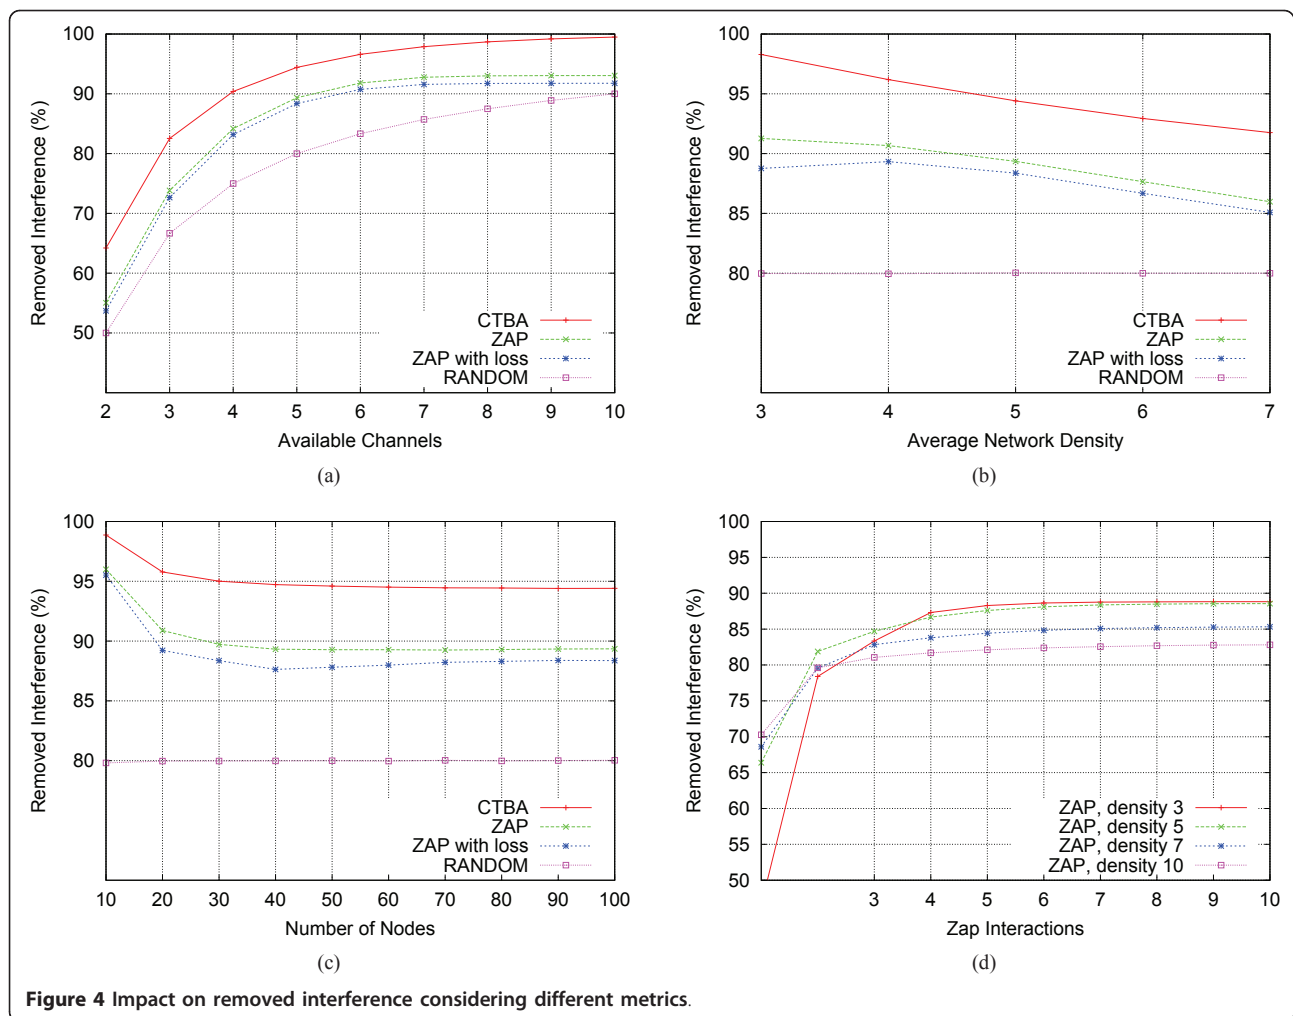 100
90
80
70
60
50
Removed Interference (%)
CTBA
ZAP
ZAP with loss
RANDOM
2 3 4 5 6 7 8 9 10
Available Channels
(a)
100
95
90
85
80
Removed Interference (%)
CTBA
ZAP
ZAP with loss
RANDOM
3 4 5 6 7
Average Network Density
(b)
100
95
90
85
80
Removed Interference (%)
CTBA
ZAP
ZAP with loss
RANDOM
10 20 30 40 50 60 70 80 90 100
Number of Nodes
(c)
100
95
90
85
80
75
70
65
60
55
50
Removed Interference (%)
ZAP, density 3
ZAP, density 5
ZAP, density 7
ZAP, density 10
3 4 5 6 7 8 9 10
Zap Interactions
(d)
Figure 4 Impact on removed interference considering different metrics.